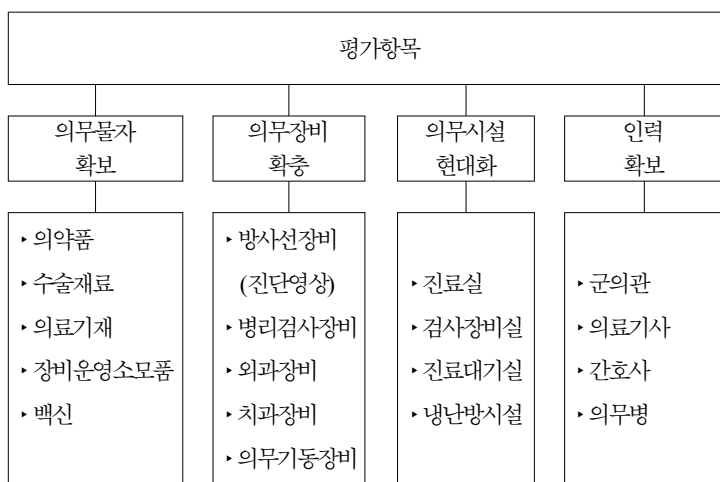 평가항목
의무물자
확보
의무장비
확충
의무시설
현대화
인력
확보
‣ 의약품
‣ 수술재료
‣ 의료기재
‣ 장비운영소모품
‣ 백신
‣ 방사선장비
(진단영상)
‣ 병리검사장비
‣ 외과장비
‣ 치과장비
‣ 의무기동장비
‣ 진료실
‣ 검사장비실
‣ 진료대기실
‣ 냉난방시설
‣ 군의관
‣ 의료기사
‣ 간호사
‣ 의무병